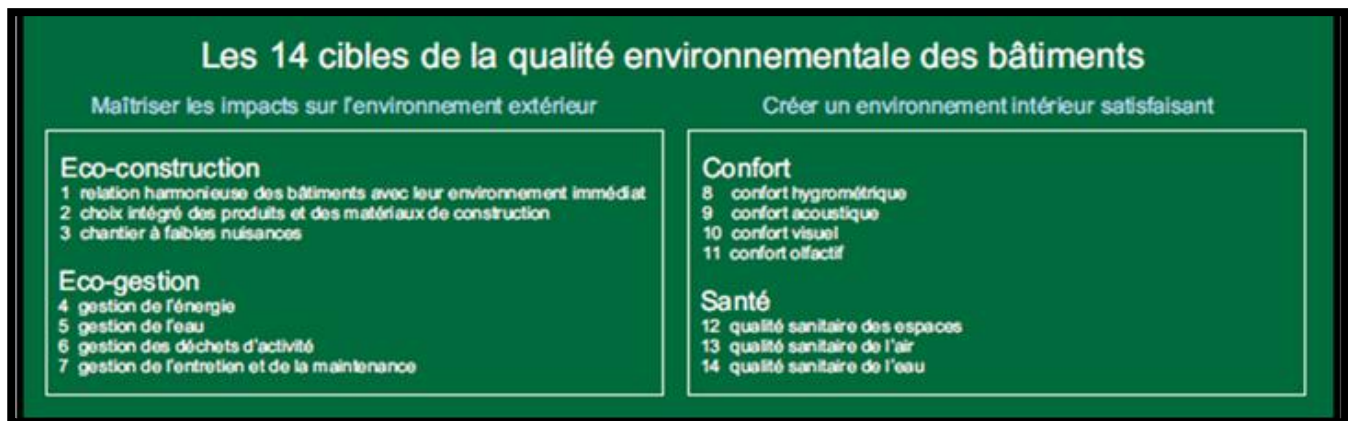 Les 14 cibles de la qualité environnementale des bâtiments
Maîtriser les impacts sur l'environnement extérieur
Eco-construction
1 relation harmonieuse des bâtiments avec leur environnement immédiat
2 choix intégré des produits et des matériaux de construction
3 chantier à faibles nuisances
Eco-gestion
4 gestion de l'énergie
5 gestion de l'eau
6 gestion des déchets d'activité
7 gestion de l'entretien et de la maintenance
Créer un environnement intérieur satisfaisant
Confort
8 confort hygrométrique
9 confort acoustique
10 confort visuel
11 confort olfactif
Santé
12 qualité sanitaire des espaces
13 qualité sanitaire de l'air
14 qualité sanitaire de l'eau